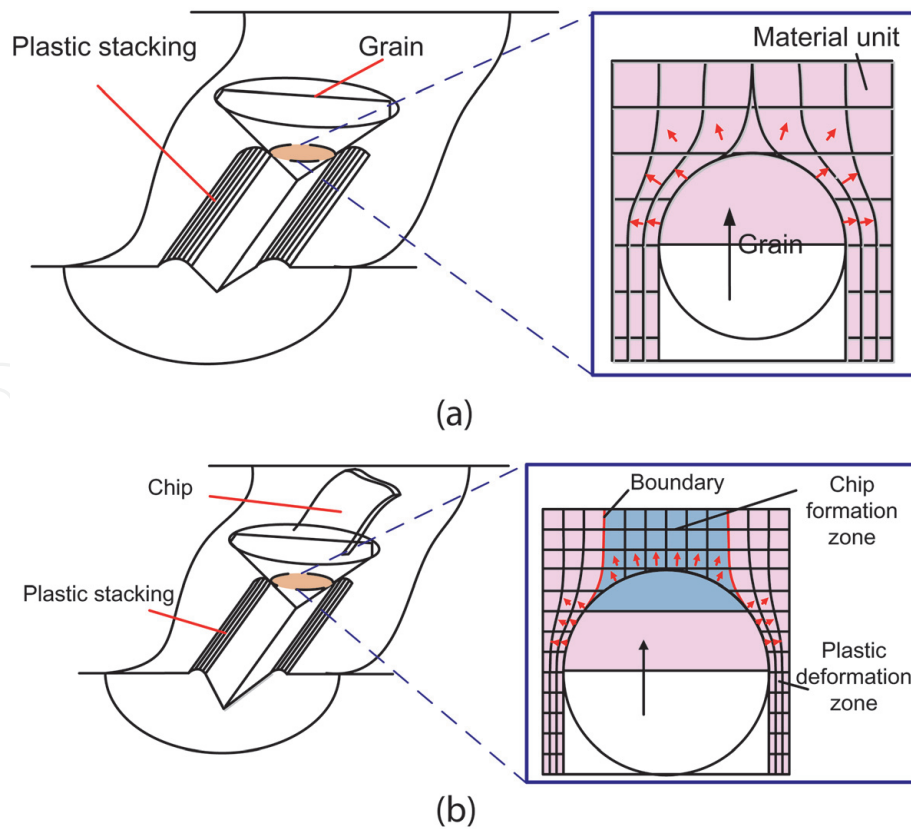 Plastic stacking
Grain
Material unit
Grain
(a)
Chip
Plastic stacking
Boundary
Chip
formation
zone
Plastic
deformation
zone
(b)